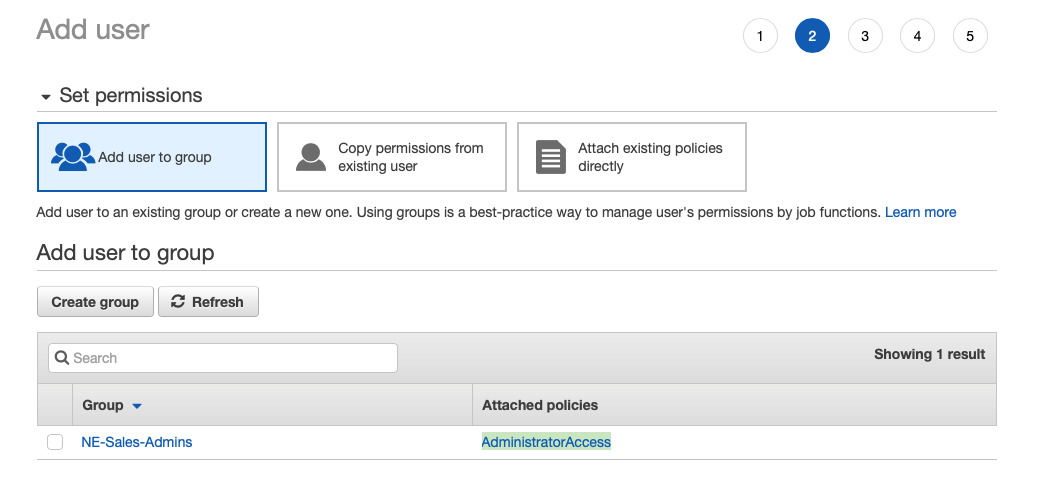 Add user
1 2 3 4 5
Set permissions
Add user to group
Copy permissions from
existing user
Attach existing policies
directly
Add user to an existing group or create a new one. Using groups is a best-practice way to manage user's permissions by job functions. Learn more
Add user to group
Create group Refresh
Search
Showing 1 result
Group Attached policies
NE-Sales-Admins AdministratorAccess